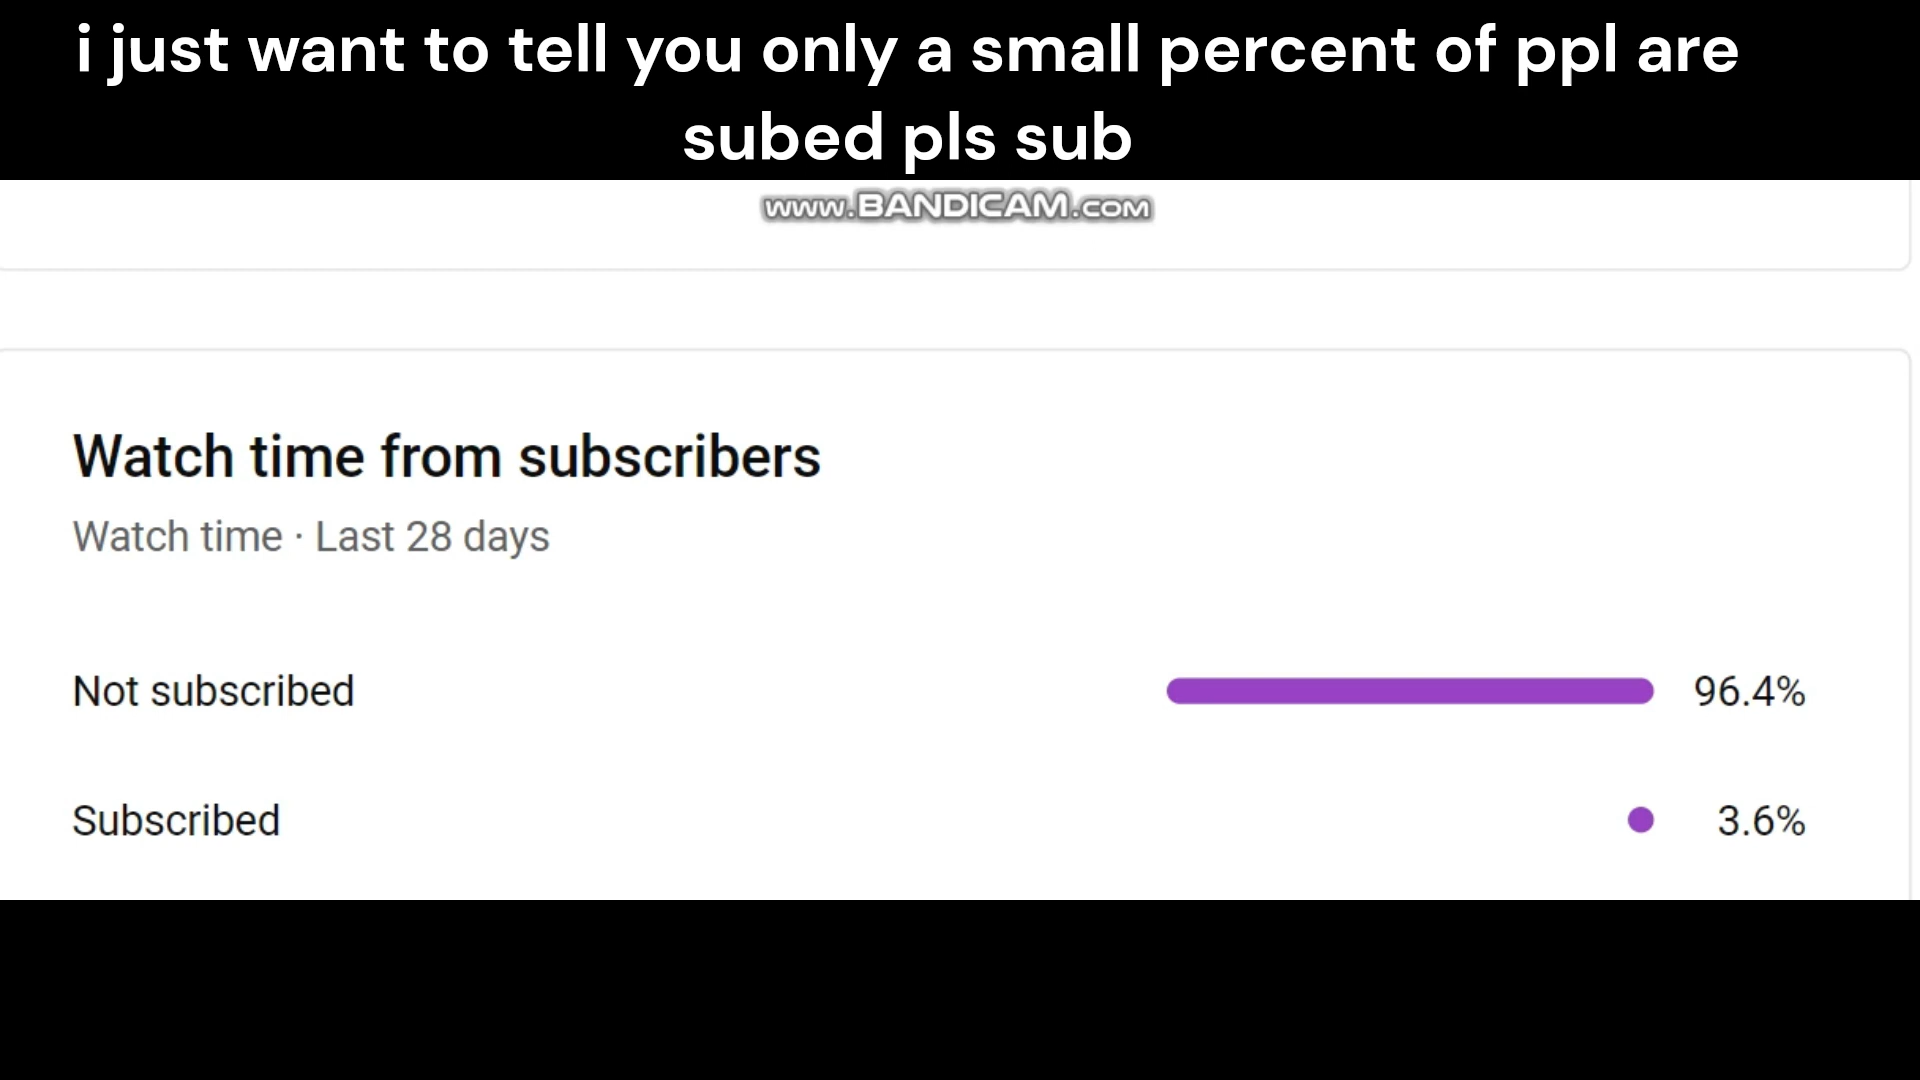 i just want to tell you only a small percent of ppl are
subed pls sub
www.BANDICAM.com
Watch time from subscribers
Watch time · Last 28 days
Not subscribed 96.4%
Subscribed 3.6%